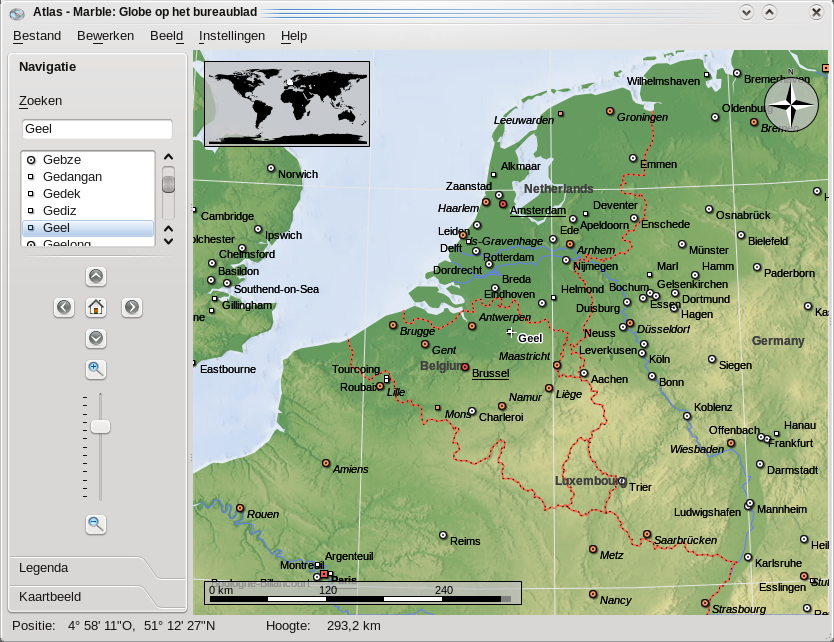 Atlas - Marble: Globe op het bureaublad
Bestand Bewerken Beeld Instellingen Help
Navigatie
Zoeken
Geel
Gebze
Gedangan
Gedek
Gediz
Geel
Geelong
Legenda
Kaartbeeld
N
Wilhelmshaven
Bremerhaven
Leeuwarden
Groningen
Oldenburg
Norwich
Alkmaar
Emmen
Zaanstad
Netherlands
Haarlem
Amsterdam
Deventer
Cambridge
Osnabrück
Ipswich
Leiden
Ede
Apeldoorn
Enschede
Chelmsford
Delft
's-Gravenhage
Arnhem
Münster
Bielefeld
Basildon
Rotterdam
Nijmegen
Marl
Hamm
Paderborn
Dordrecht
Breda
Southend-on-Sea
Eindhoven
Helmond
Bochum
Gelsenkirchen
Gillingham
Duisburg
Essen
Dortmund
Hagen
Antwerpen
Brugge
Geel
Neuss
Düsseldorf
Gent
Maastricht
Leverkusen
Köln
Germany
Eastbourne
Tourcoing
Belgium
Brussel
Aachen
Siegen
Roubaix
Lille
Namur
Liège
Bonn
Mons
Charleroi
Koblenz
Hanau
Offenbach
Frankfurt
Wiesbaden
Amiens
Darmstadt
Luxembourg
Trier
Rouen
Ludwigshafen
Mannheim
Reims
Saarbrücken
Argenteuil
Metz
Montreuil
Karlsruhe
Boulogne-Billancourt
Paris
Esslingen
Nancy
Strasbourg
0 km 120 240
Positie: 4° 58' 11"O, 51° 12' 27"N Hoogte: 293,2 km